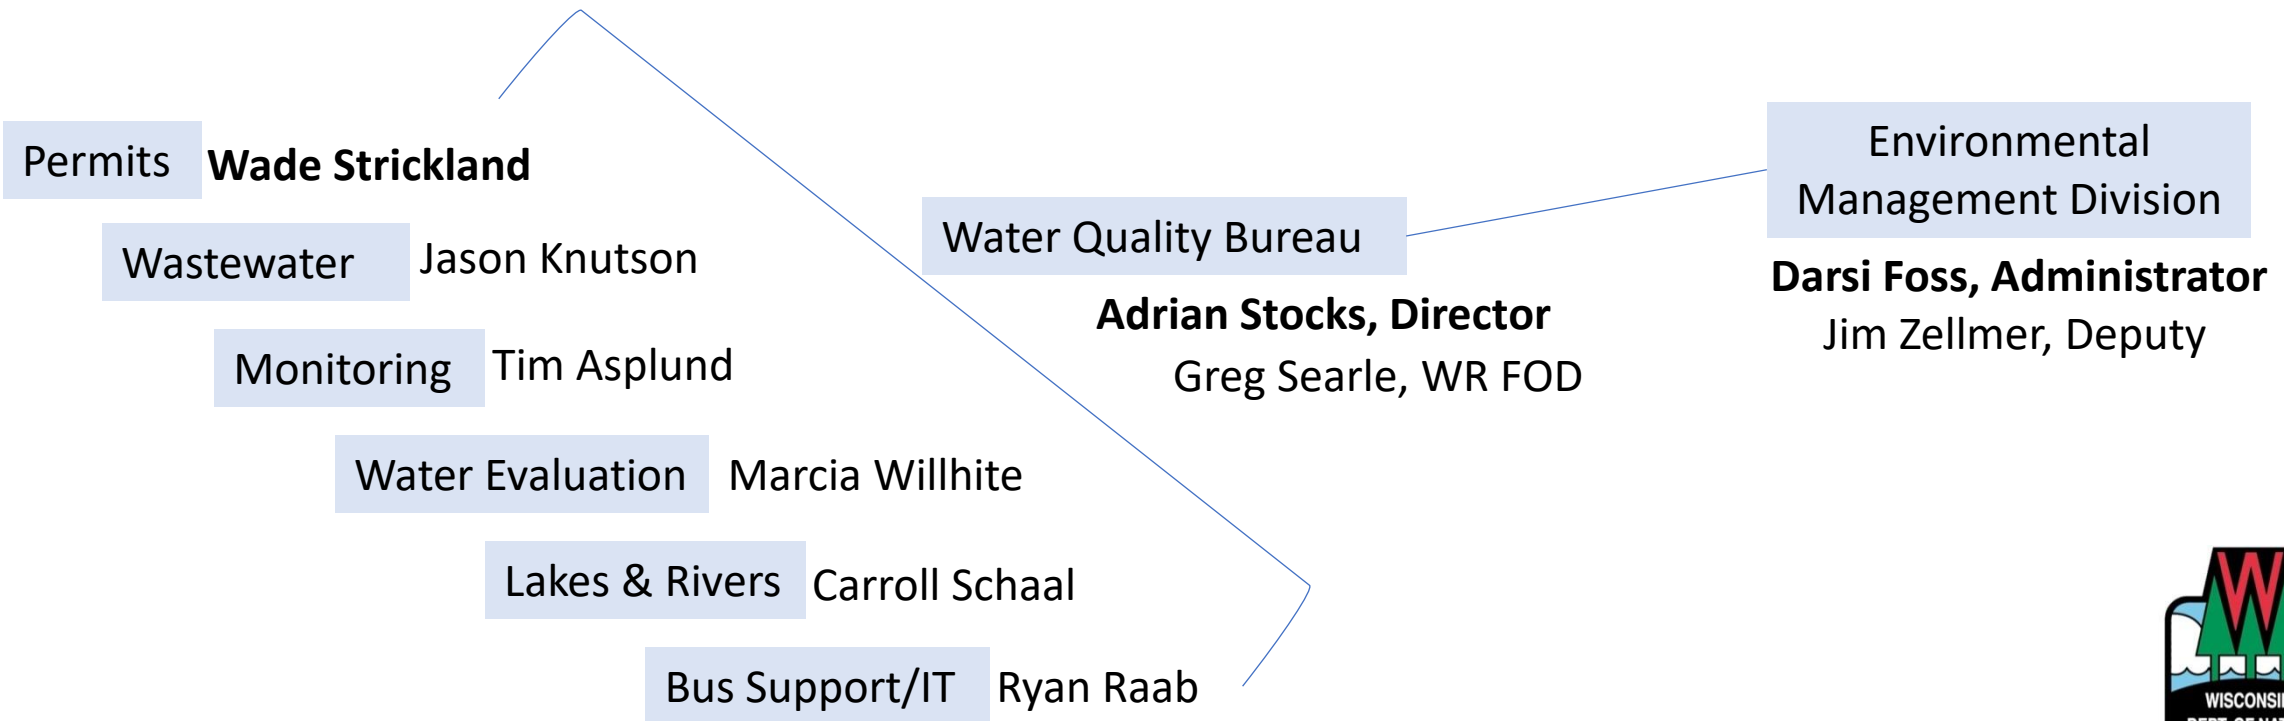 Permits Wade Strickland
Wastewater Jason Knutson
Monitoring Tim Asplund
Water Evaluation Marcia Willhite
Lakes & Rivers Carroll Schaal
Bus Support/IT Ryan Raab
Water Quality Bureau
Adrian Stocks, Director
Greg Searle, WR FOD
Environmental
Management Division
Darsi Foss, Administrator
Jim Zellmer, Deputy
W